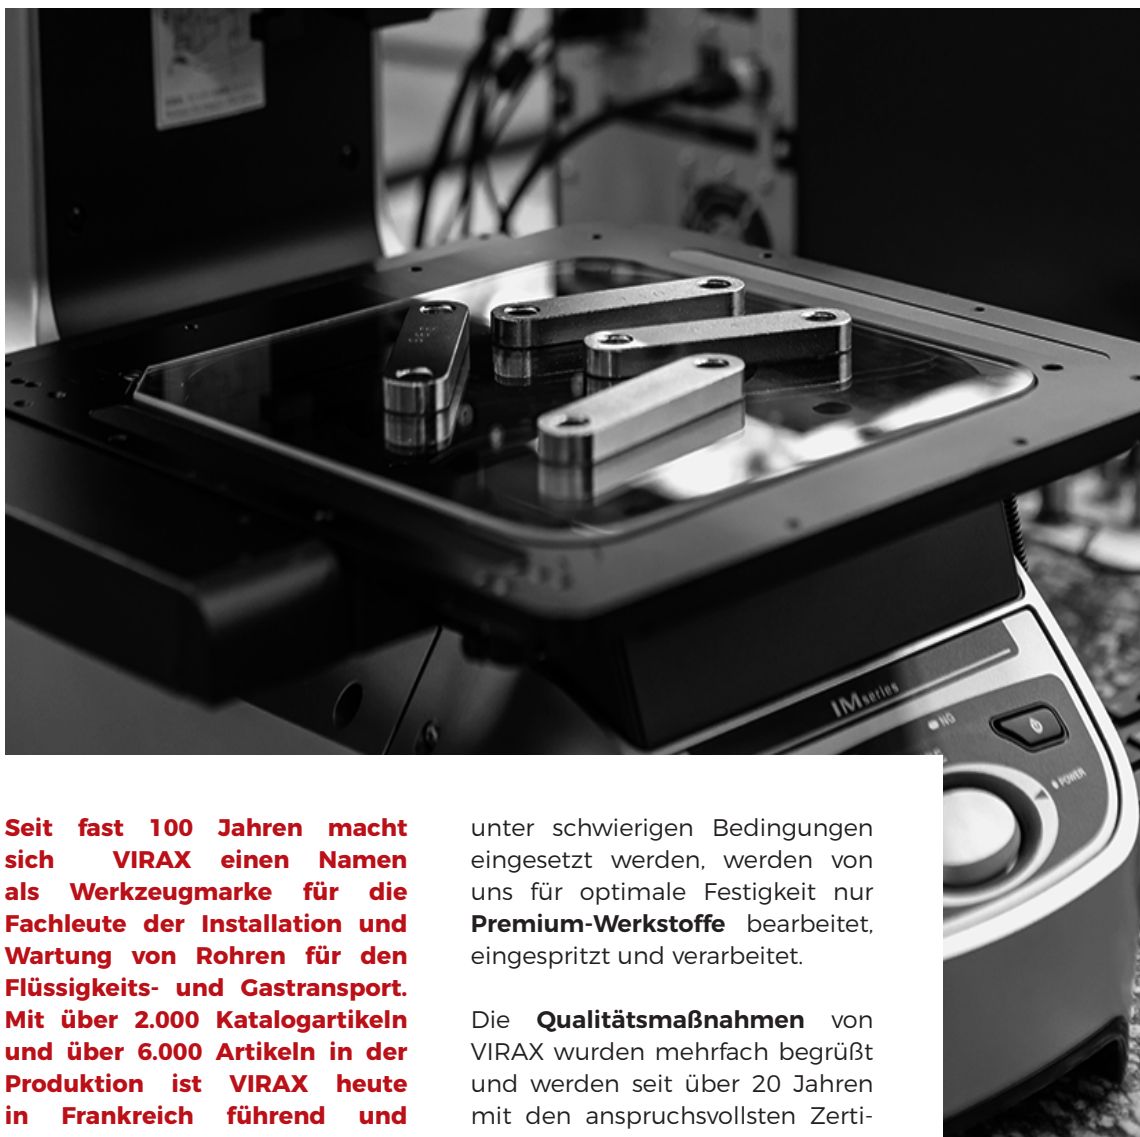 IM series
NG
POWER
Seit fast 100 Jahren macht
sich VIRAX einen Namen
als Werkzeugmarke für die
Fachleute der Installation und
Wartung von Rohren für den
Flüssigkeits- und Gastransport.
Mit über 2.000 Katalogartikeln
und über 6.000 Artikeln in der
Produktion ist VIRAX heute
in Frankreich führend und
unter schwierigen Bedingungen
eingesetzt werden, werden von
uns für optimale Festigkeit nur
Premium-Werkstoffe bearbeitet,
eingespritzt und verarbeitet.
Die Qualitätsmaßnahmen von
VIRAX wurden mehrfach begrüßt
und werden seit über 20 Jahren
mit den anspruchsvollsten Zerti-